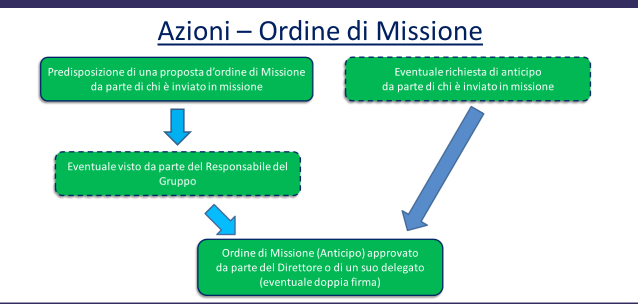 Azioni – Ordine di Missione
Predisposizione di una proposta d'ordine di Missione
da parte di chi è inviato in missione
Eventuale richiesta di anticipo
da parte di chi è inviato in missione
Eventuale visto da parte del Responsabile del
Gruppo
Ordine di Missione (Anticipo) approvato
da parte del Direttore o di un suo delegato
(eventuale doppia firma)